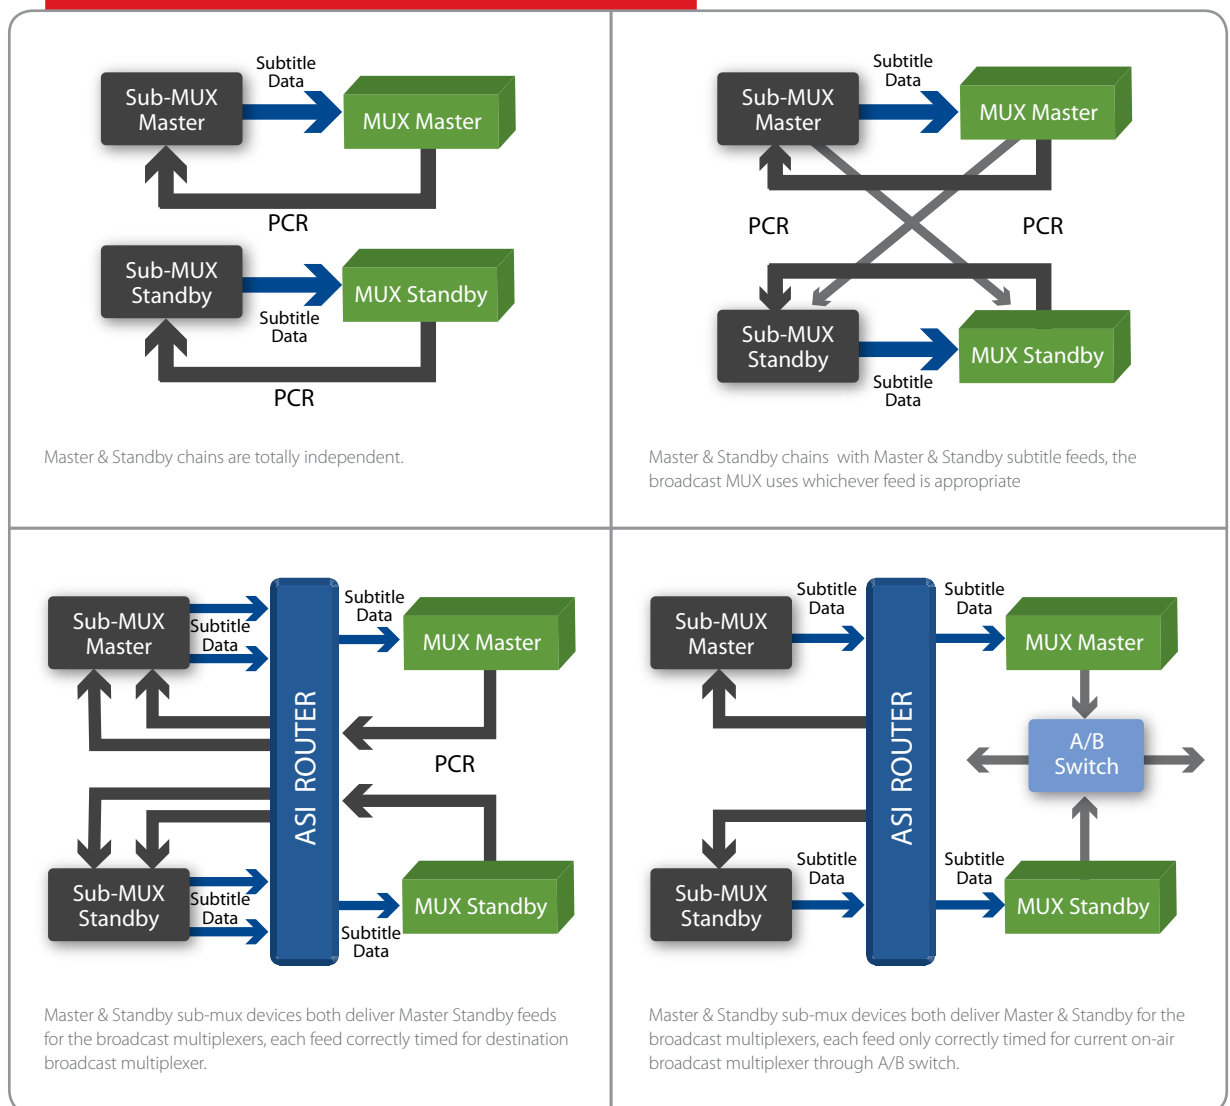 Subtitle
Data
Sub-MUX
Master
MUX Master
PCR
Sub-MUX
Standby
MUX Standby
Subtitle
Data
PCR
Master & Standby chains are totally independent.
Subtitle
Data
Sub-MUX
Master
MUX Master
PCR
PCR
Sub-MUX
Standby
MUX Standby
Subtitle
Data
Master & Standby chains  with Master & Standby subtitle feeds, the
broadcast MUX uses whichever feed is appropriate
Sub-MUX
Master
Subtitle
Data
Subtitle
Data
MUX Master
ASI ROUTER
PCR
Sub-MUX
Standby
Subtitle
Data
MUX Standby
Subtitle
Data
Master & Standby sub-mux devices both deliver Master Standby feeds
for the broadcast multiplexers, each feed correctly timed for destination
broadcast multiplexer.
Subtitle
Data
Subtitle
Data
Sub-MUX
Master
MUX Master
ASI ROUTER
A/B
Switch
Subtitle
Data
Subtitle
Data
Sub-MUX
Standby
MUX Standby
Master & Standby sub-mux devices both deliver Master & Standby for the
broadcast multiplexers, each feed only correctly timed for current on-air
broadcast multiplexer through A/B switch.